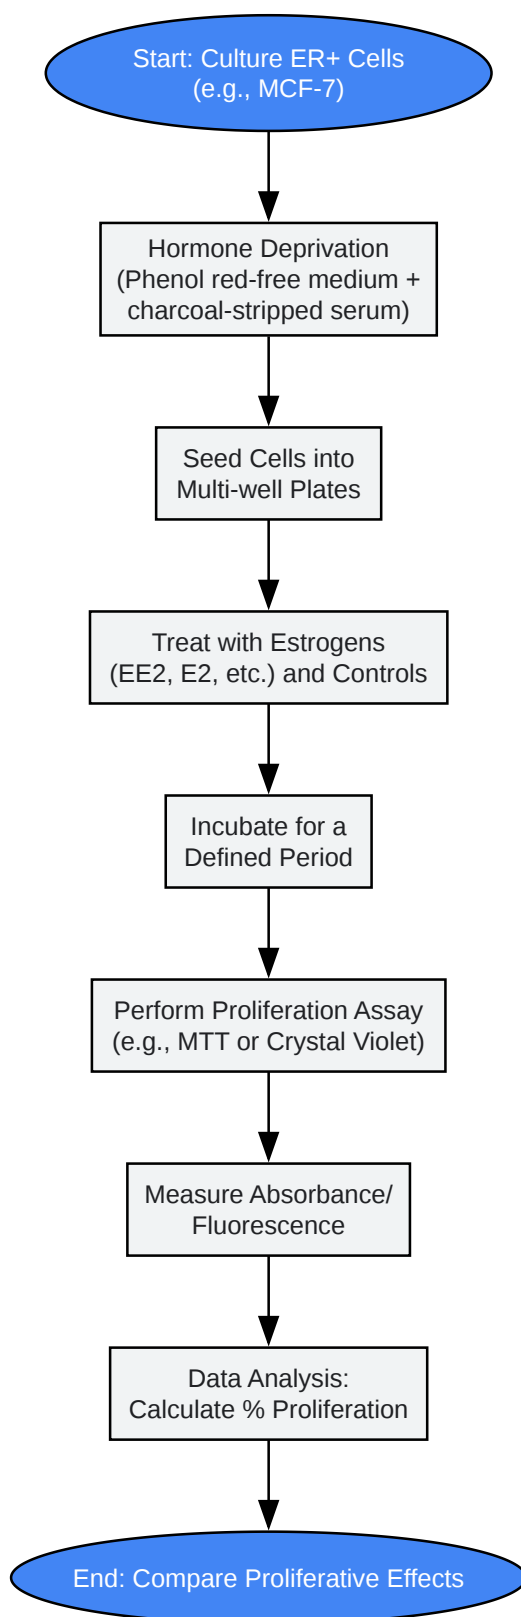 Start: Culture ER+ Cells
(e.g., MCF-7)
Hormone Deprivation
(Phenol red-free medium +
charcoal-stripped serum)
Seed Cells into
Multi-well Plates
Treat with Estrogens
(EE2, E2, etc.) and Controls
Incubate for a
Defined Period
Perform Proliferation Assay
(e.g., MTT or Crystal Violet)
Measure Absorbance/
Fluorescence
Data Analysis:
Calculate % Proliferation
End: Compare Proliferative Effects